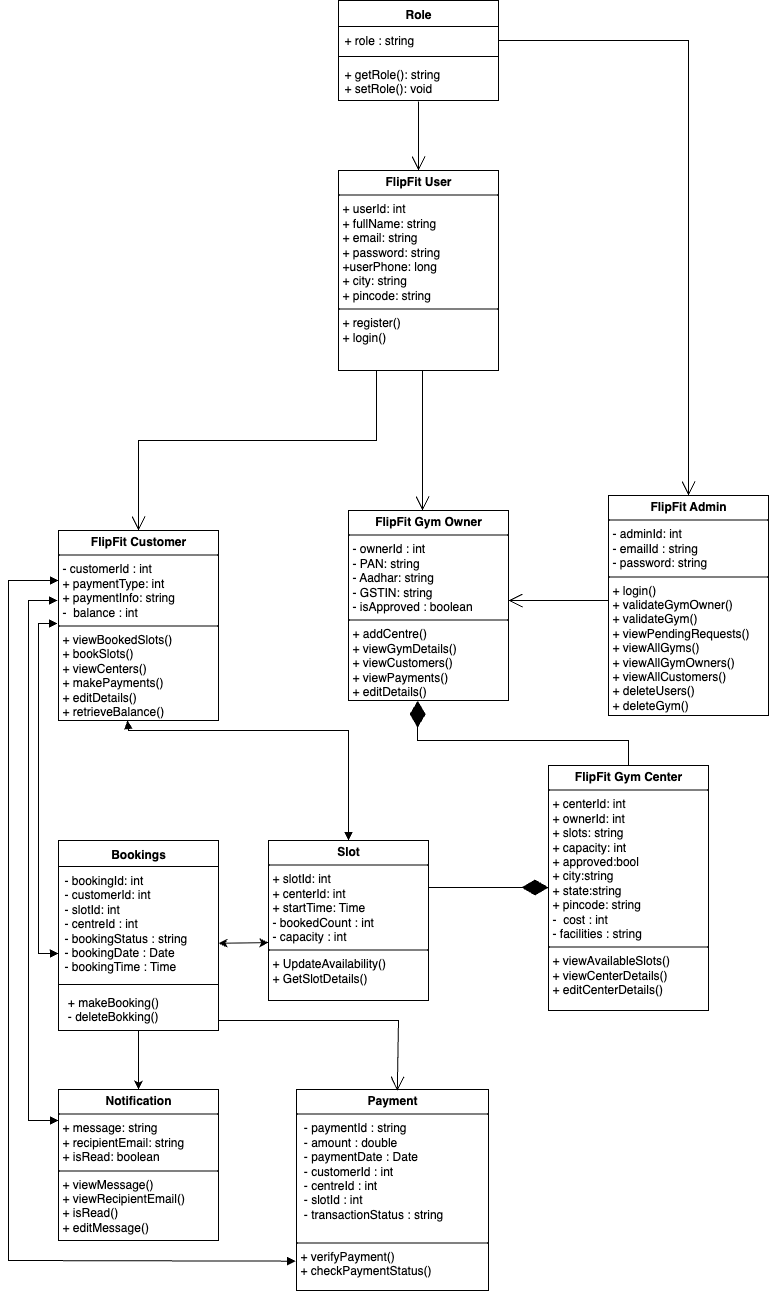 Role
+ role : string
+ getRole(): string
+ setRole(): void
FlipFit User
+ userId: int
+ fullName: string
+ email: string
+ password: string
+userPhone: long
+ city: string
+ pincode: string
+ register()
+ login()
FlipFit Customer
- customerId : int
+ paymentType: int
+ paymentInfo: string
- balance : int
+ viewBookedSlots()
+ bookSlots()
+ viewCenters()
+ makePayments()
+ editDetails()
+ retrieveBalance()
FlipFit Gym Owner
- ownerId : int
- PAN: string
- Aadhar: string
- GSTIN: string
- isApproved : boolean
+ addCentre()
+ viewGymDetails()
+ viewCustomers()
+ viewPayments()
+ editDetails()
FlipFit Admin
- adminId: int
- emailId : string
- password: string
+ login()
+ validateGymOwner()
+ validateGym()
+ viewPendingRequests()
+ viewAllGyms()
+ viewAllGymOwners()
+ viewAllCustomers()
+ deleteUsers()
+ deleteGym()
FlipFit Gym Center
+ centerId: int
+ ownerId: int
+ slots: string
+ capacity: int
+ approved:bool
+ city:string
+ state:string
+ pincode: string
- cost : int
- facilities : string
+ viewAvailableSlots()
+ viewCenterDetails()
+ editCenterDetails()
Bookings
- bookingId: int
- customerId: int
- slotId: int
- centreId : int
- bookingStatus : string
- bookingDate : Date
- bookingTime : Time
+ makeBooking()
- deleteBokking()
Slot
+ slotId: int
+ centerId: int
+ startTime: Time
- bookedCount : int
- capacity : int
+ UpdateAvailability()
+ GetSlotDetails()
Notification
+ message: string
+ recipientEmail: string
+ isRead: boolean
+ viewMessage()
+ viewRecipientEmail()
+ isRead()
+ editMessage()
Payment
- paymentId : string
- amount : double
- paymentDate : Date
- customerId : int
- centreId : int
- slotId : int
- transactionStatus : string
+ verifyPayment()
+ checkPaymentStatus()